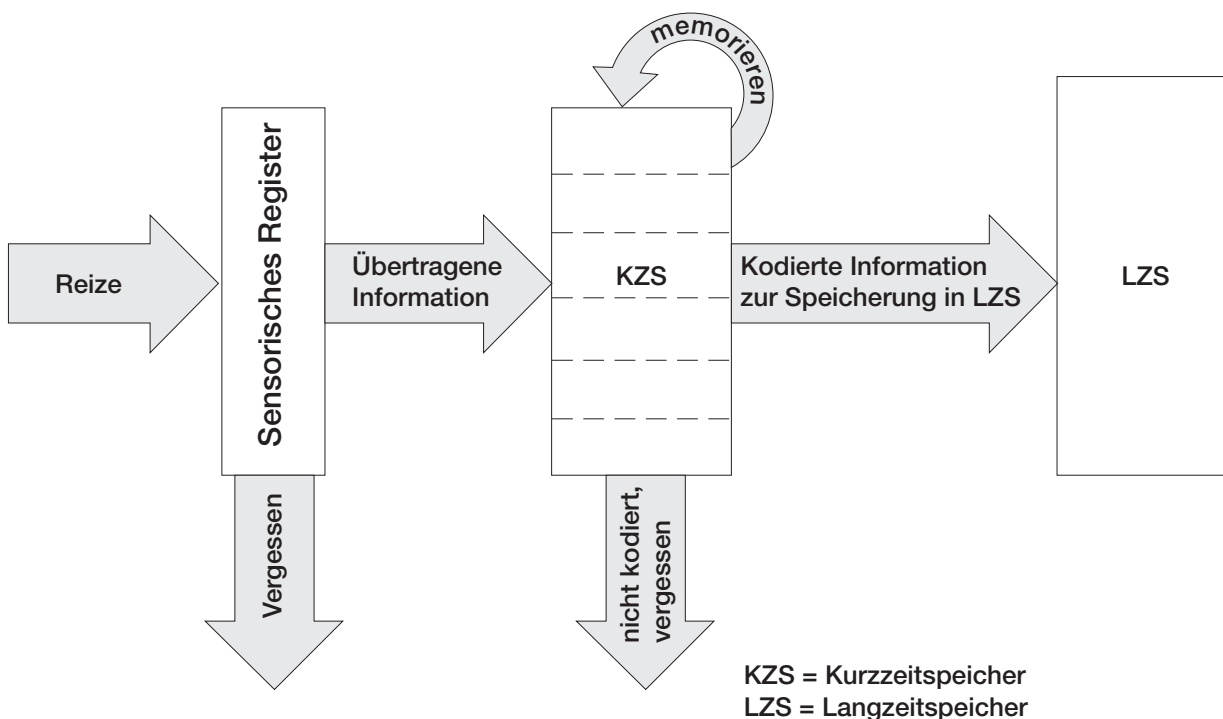 memorieren
Sensorisches Register
Reize
Übertragene
Information
KZS
Kodierte Information
zur Speicherung in LZS
LZS
Vergessen
nicht kodiert,
vergessen
KZS = Kurzzeitspeicher
LZS = Langzeitspeicher